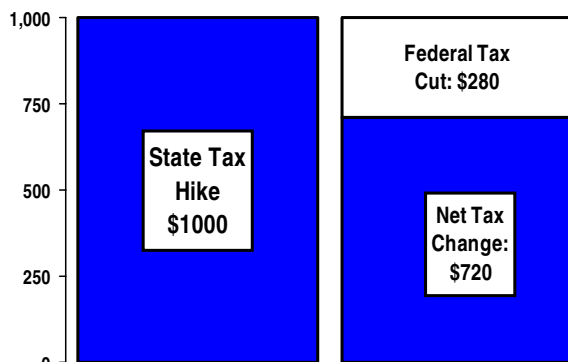 1,000
750
500
250
0
State Tax
Hike
$1000
Federal Tax
Cut: $280
Net Tax
Change:
$720